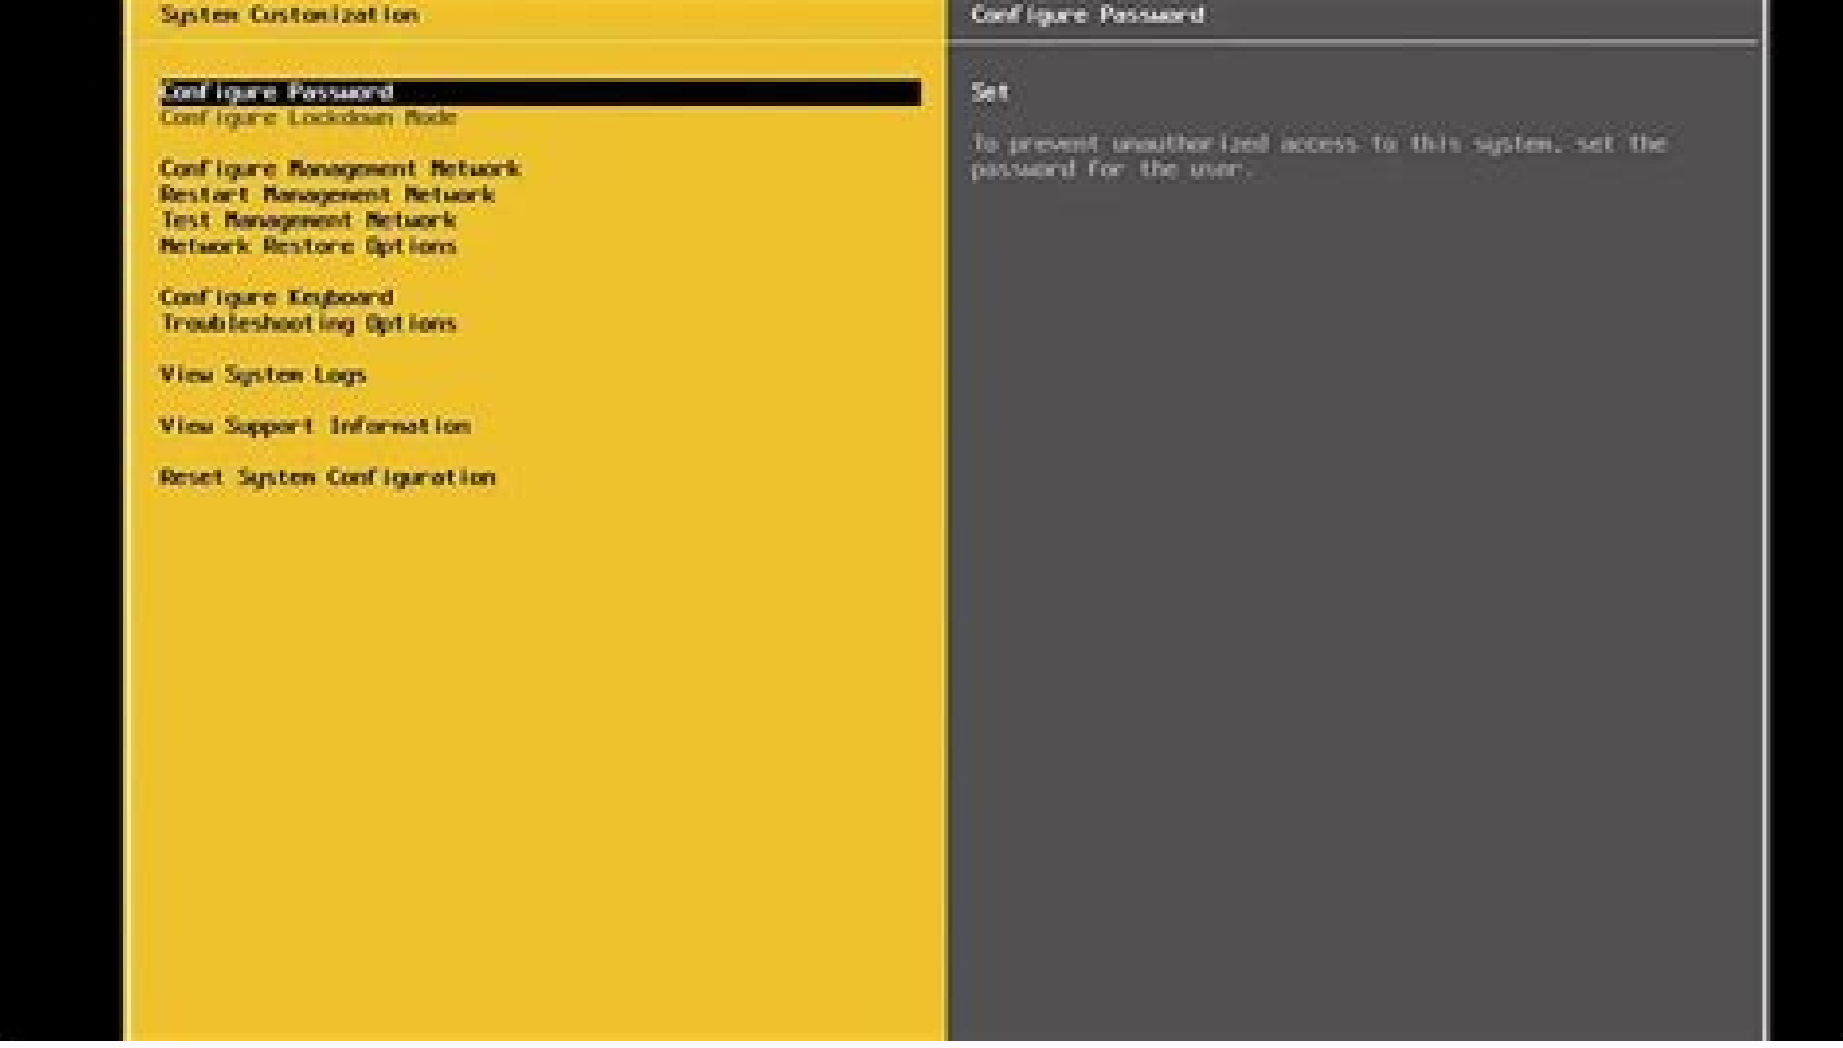 System Customization
Configure Password
Configure Password
Configure Lockdown Mode
Configure Management Network
Restart Management Network
Test Management Network
Network Restore Options
Configure Keyboard
Troubleshooting Options
View System Logs
View Support Information
Reset System Configuration
Set
To prevent unauthorized access to this system, set the
password for the user.